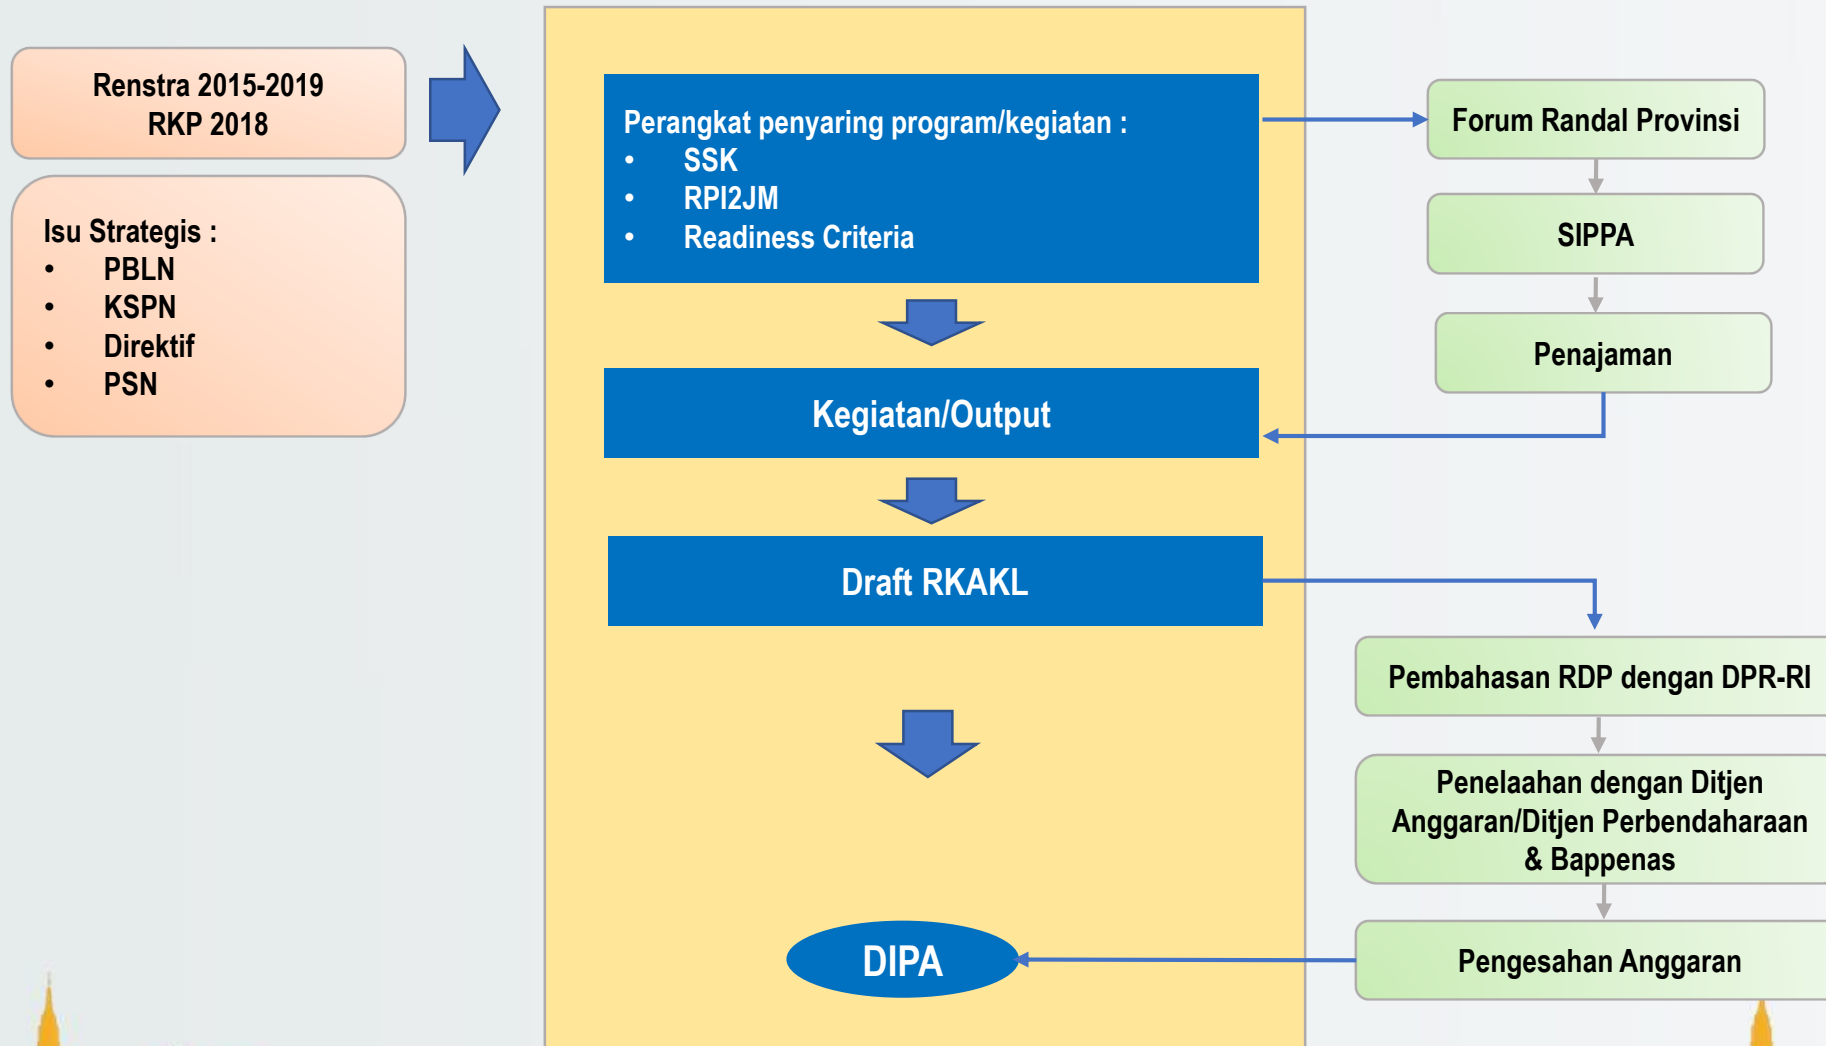 Renstra 2015-2019
RKP 2018
Isu Strategis :
• PBLN
• KSPN
• Direktif
• PSN
Perangkat penyaring program/kegiatan :
• SSK
• RPI2JM
• Readiness Criteria
Kegiatan/Output
Draft RKAKL
DIPA
Forum Randal Provinsi
SIPPA
Penajaman
Pembahasan RDP dengan DPR-RI
Penelaahan dengan Ditjen
Anggaran/Ditjen Perbendaharaan
& Bappenas
Pengesahan Anggaran